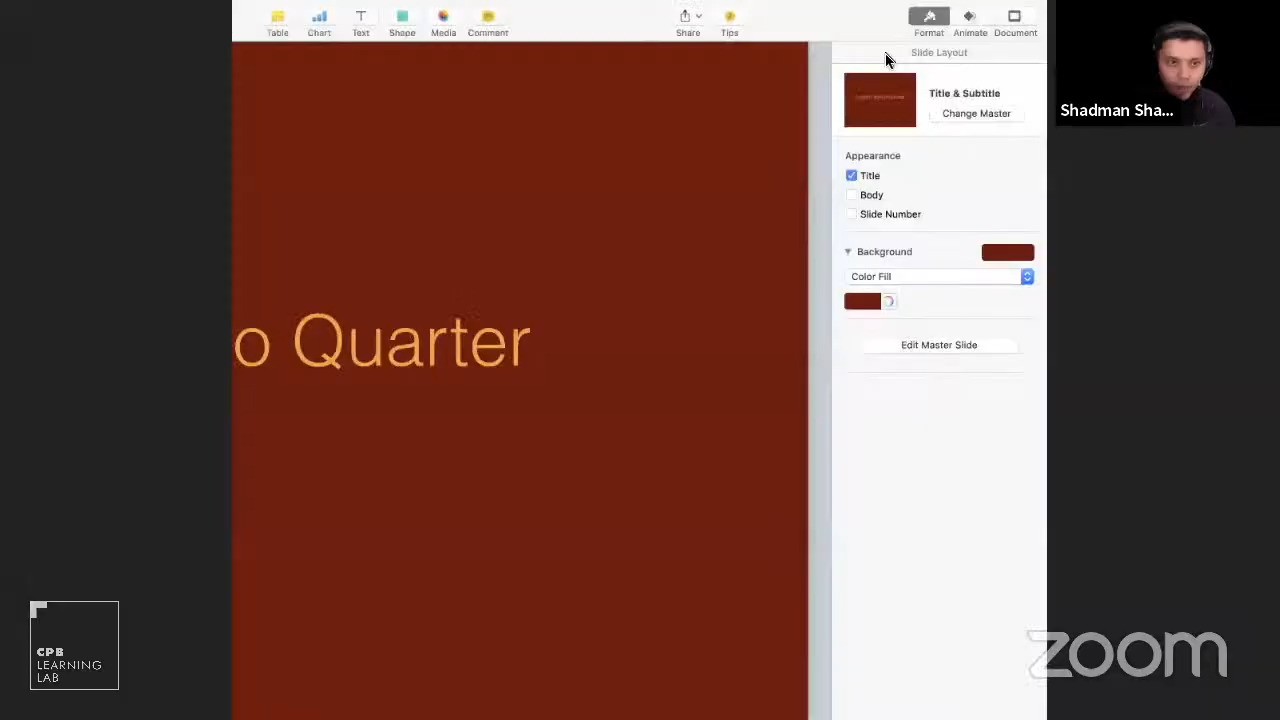 Table Chart Text Shape Media Comment Share Tips Format Animate Document
Slide Layout
Title & Subtitle
Change Master
Shadman Sha...
Appearance
Title
Body
Slide Number
Background
Color Fill
Edit Master Slide
o Quarter
CPB
LEARNING
LAB
zoom